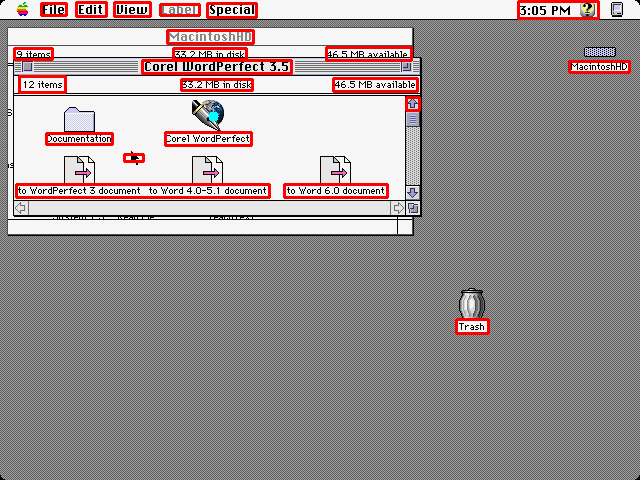 File Edit View Label Special 3:05 PM
MacintoshHD
9 items 33.2 MB in disk 46.5 MB available
Corel WordPerfect 3.5
12 items 33.2 MB in disk 46.5 MB available
Documentation Corel WordPerfect
to WordPerfect 3 document to Word 4.0-5.1 document to Word 6.0 document
MacintoshHD
Trash